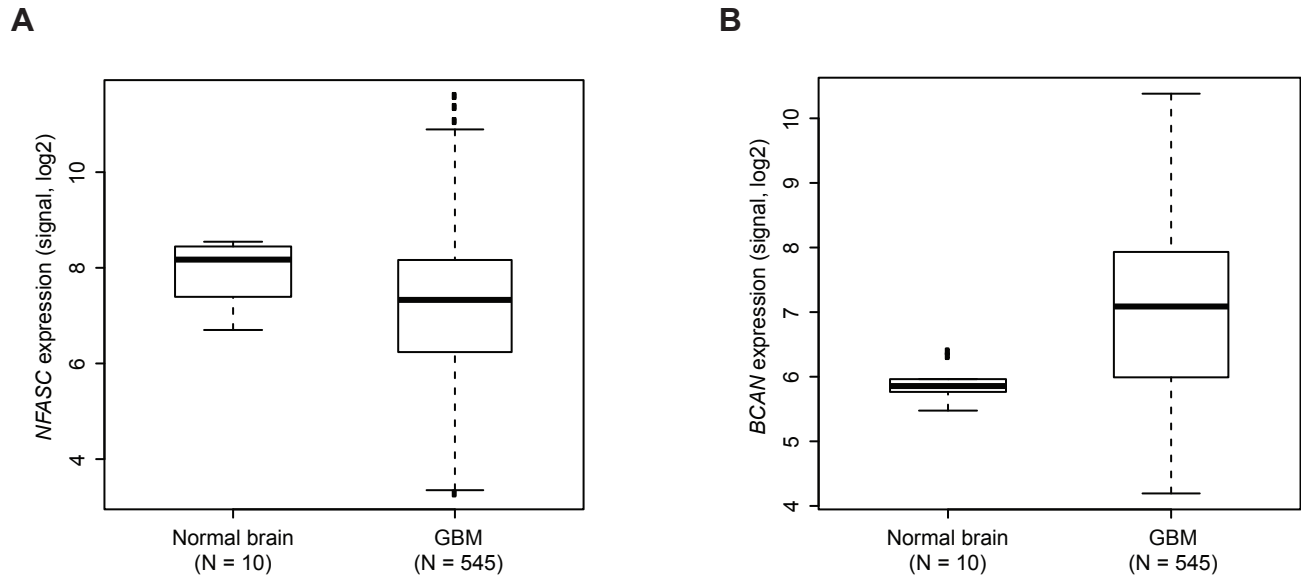 A
NFASC expression (signal, log2)
10
8
6
4
Normal brain
(N = 10)
GBM
(N = 545)
B
BCAN expression (signal, log2)
10
9
8
7
6
5
4
Normal brain
(N = 10)
GBM
(N = 545)